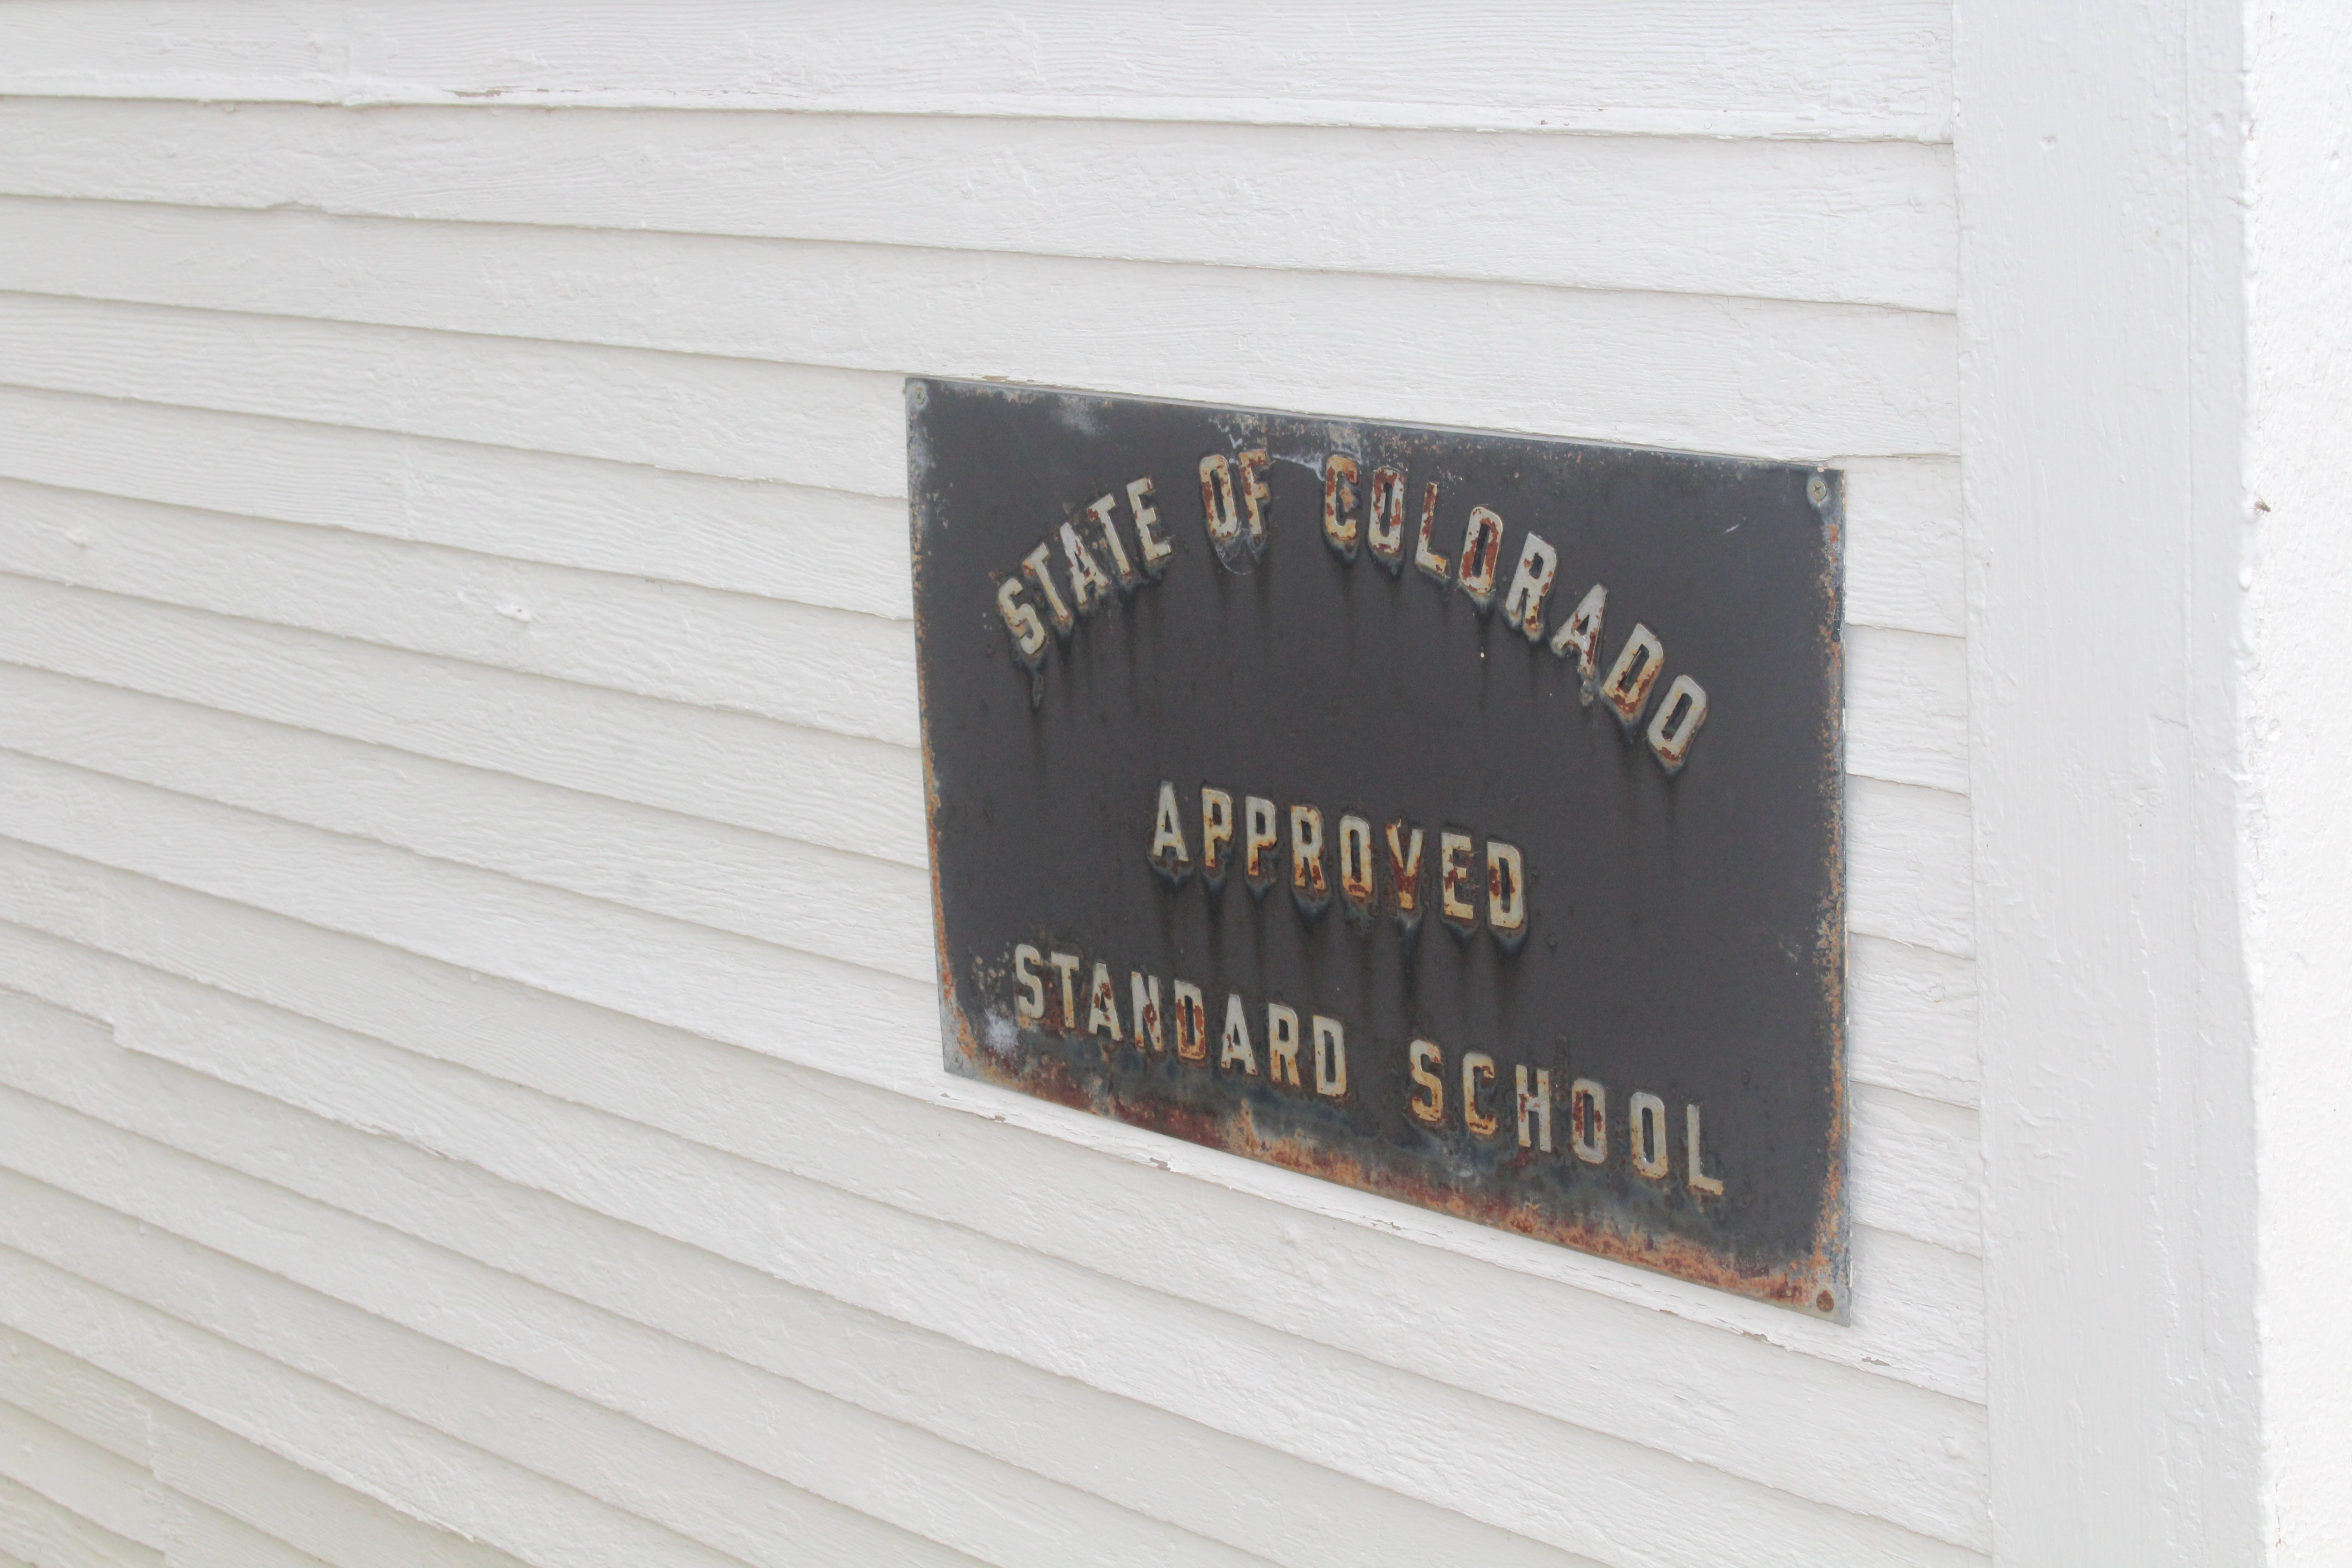 STATE OF COLORADO
APPROVED
STANDARD SCHOOL